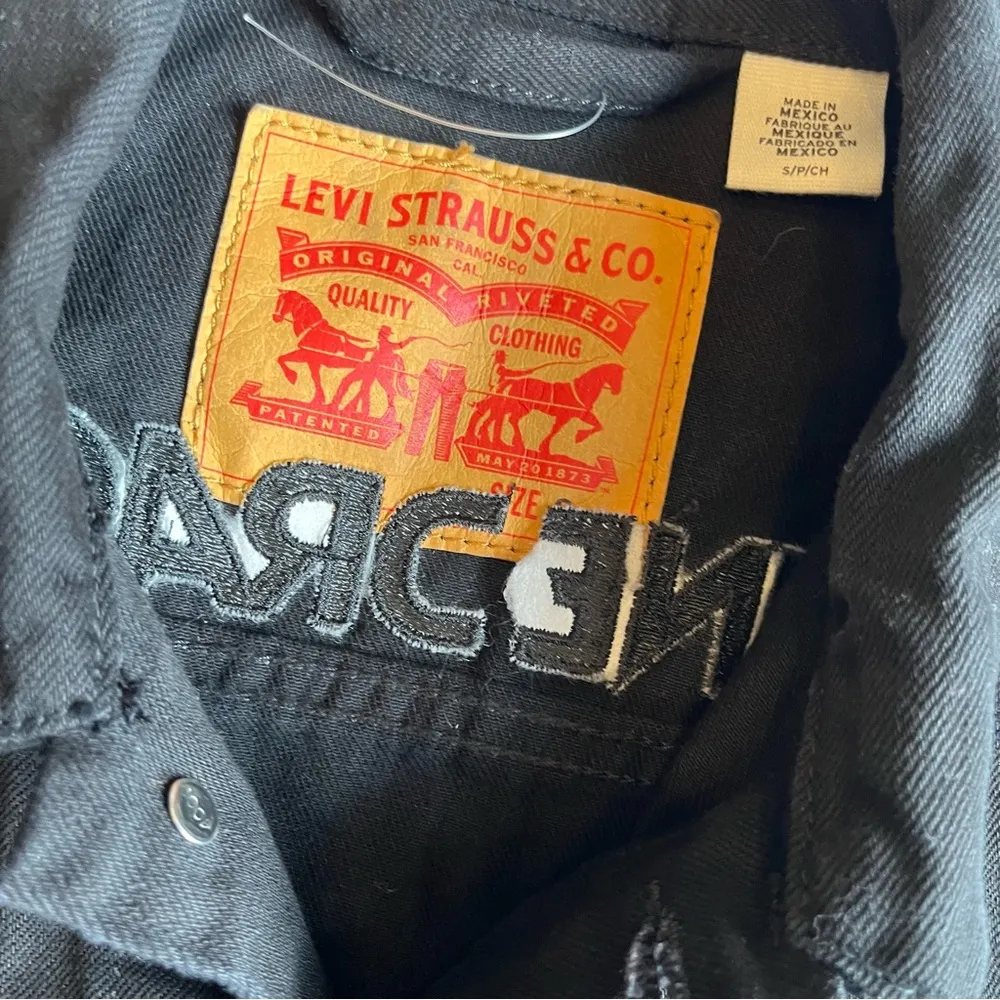 LEVI STRAUSS & CO.
SAN FRANCISCO
CAL.
ORIGINAL RIVETED
QUALITY CLOTHING
PATENTED
MAY 20 1873
SIZE
MADE IN
MEXICO
FABRIQUE AU
MEXIQUE
FABRICADO EN
MEXICO
S/P/CH